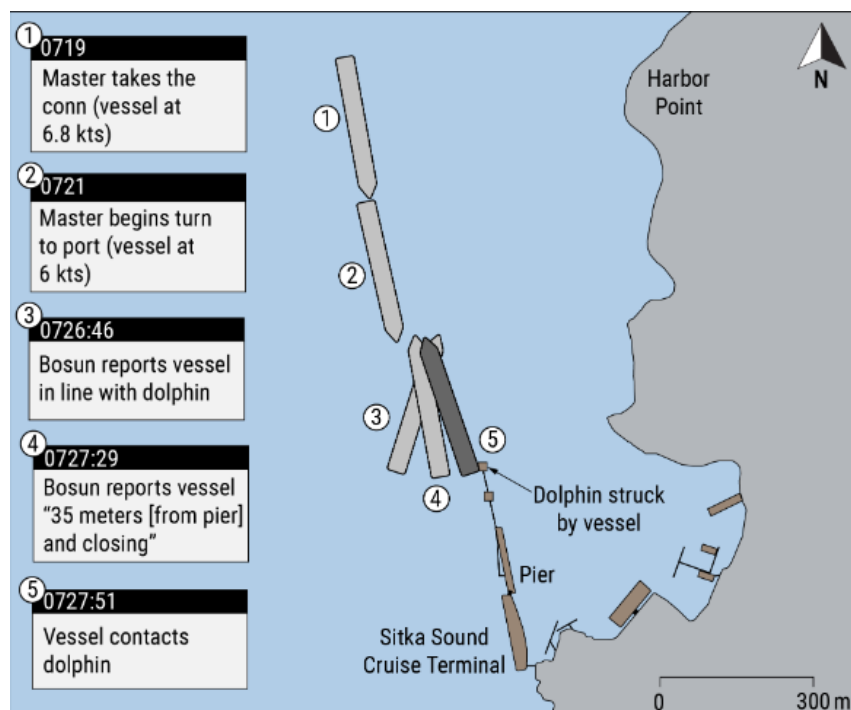 1
0719
Master takes the
conn (vessel at
6.8 kts)
2
0721
Master begins turn
to port (vessel at
6 kts)
3
0726:46
Bosun reports vessel
in line with dolphin
4
0727:29
Bosun reports vessel
“35 meters [from pier]
and closing”
5
0727:51
Vessel contacts
dolphin
1
2
3
4
5
Harbor
Point
N
Dolphin struck
by vessel
Pier
Sitka Sound
Cruise Terminal
0 300 m